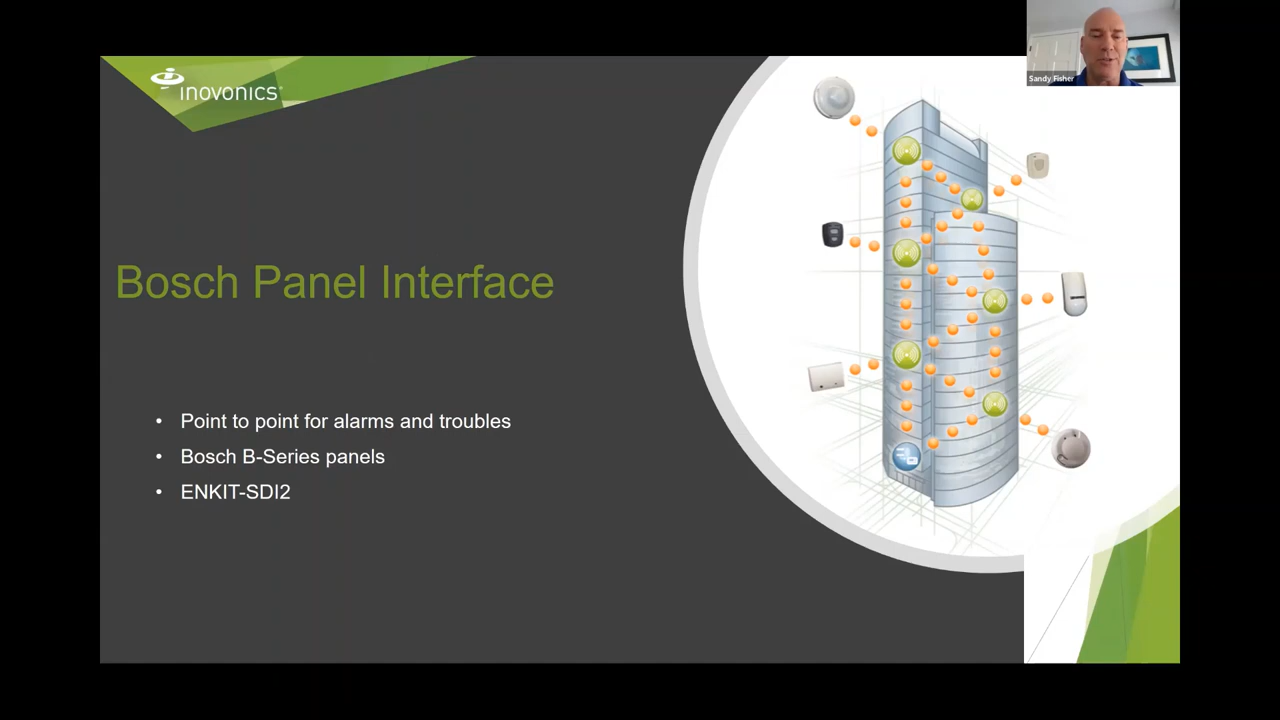 inovonics
Sandy Fisher
Bosch Panel Interface
• Point to point for alarms and troubles
• Bosch B-Series panels
• ENKIT-SDI2